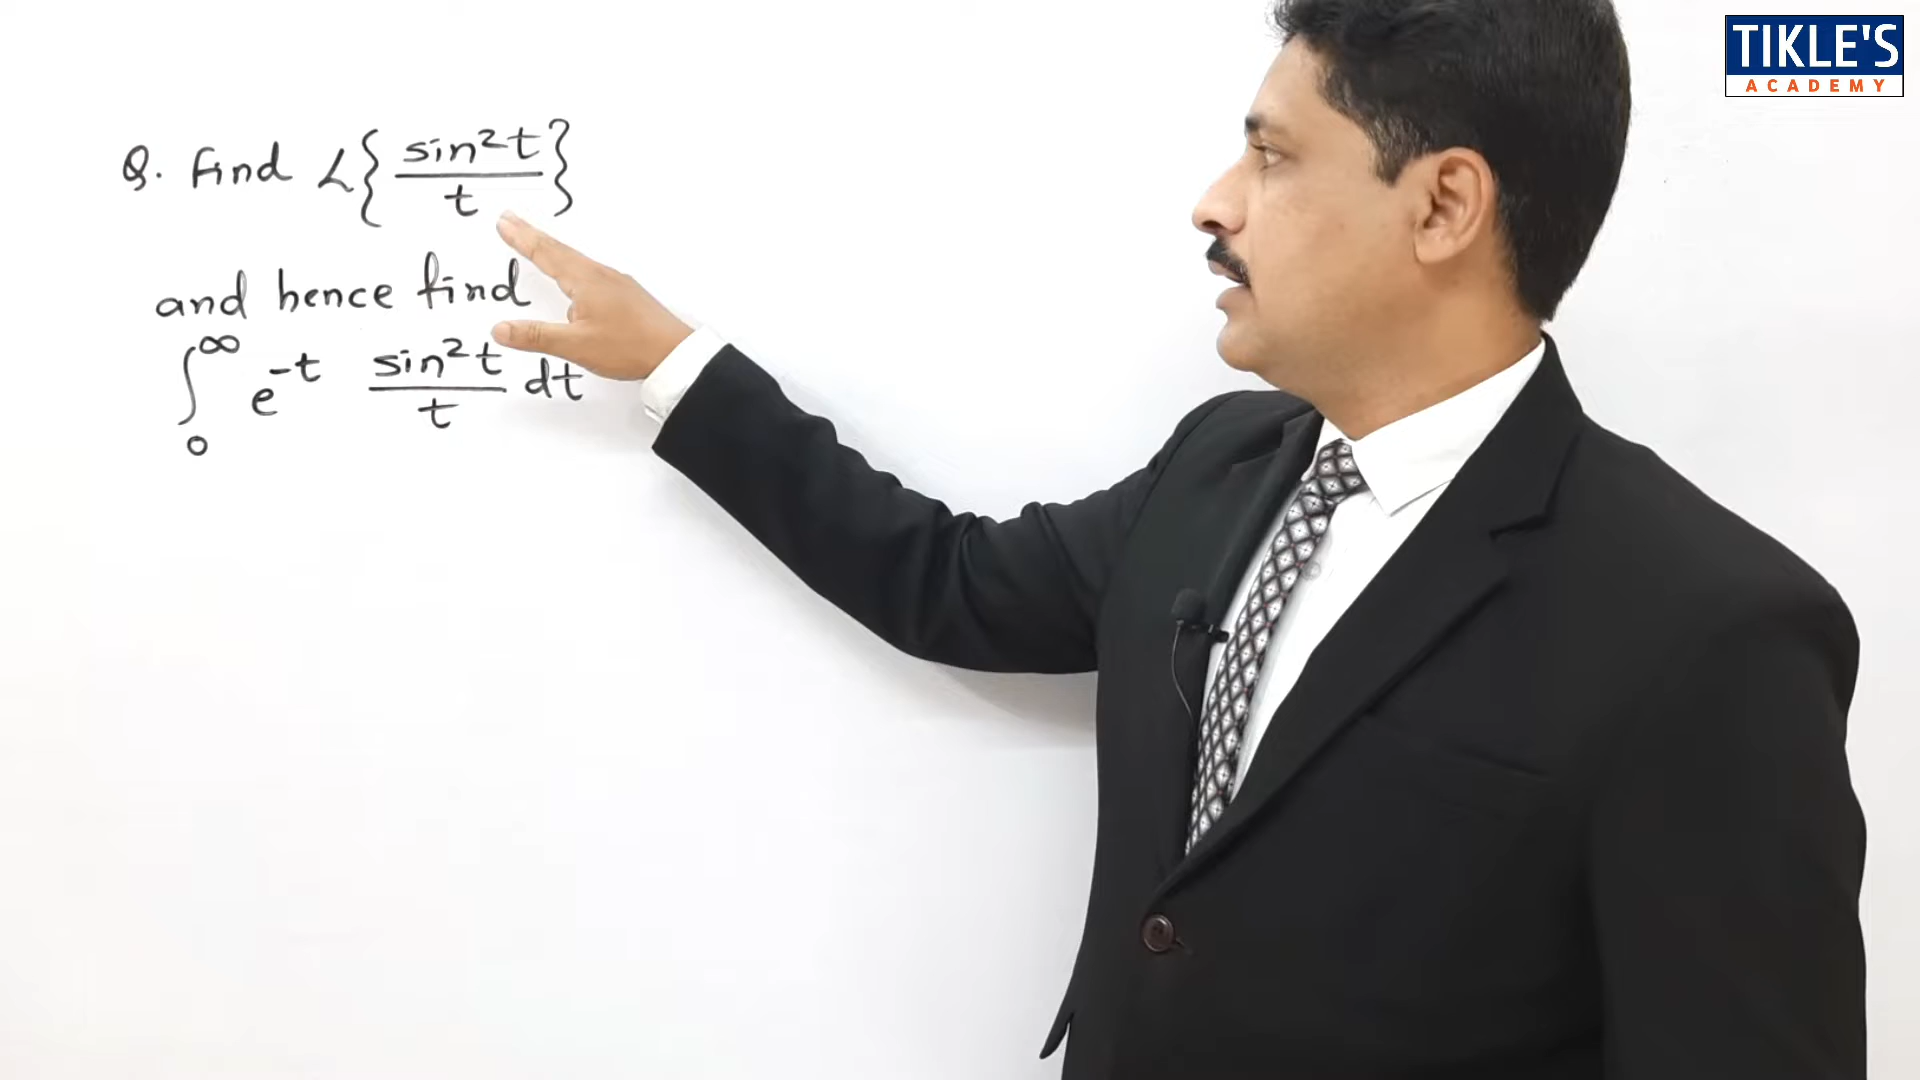 TIKLE'S
ACADEMY
Q. Find L{ sin²t / t }
and hence find
∫₀^∞ e^-t sin²t / t dt